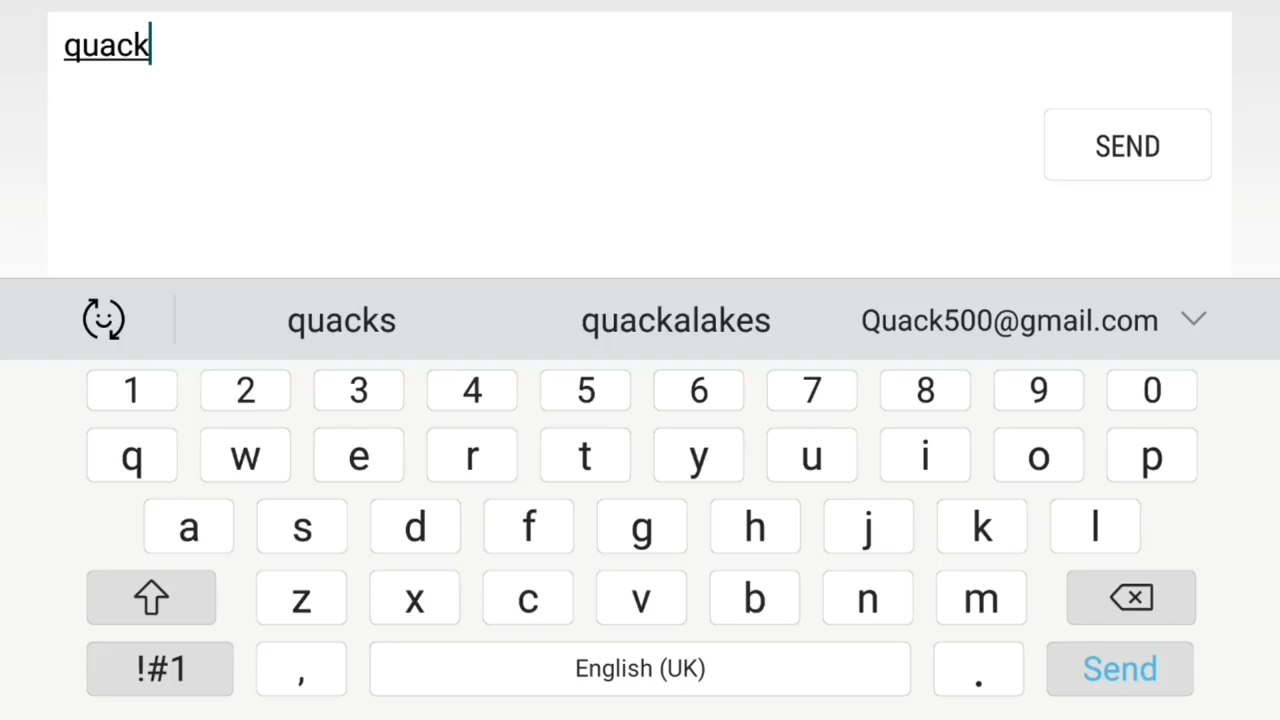 quack
SEND
quacks quackalakes Quack500@gmail.com
1 2 3 4 5 6 7 8 9 0
q w e r t y u i o p
a s d f g h j k l
z x c v b n m
!#1 , English (UK) . Send